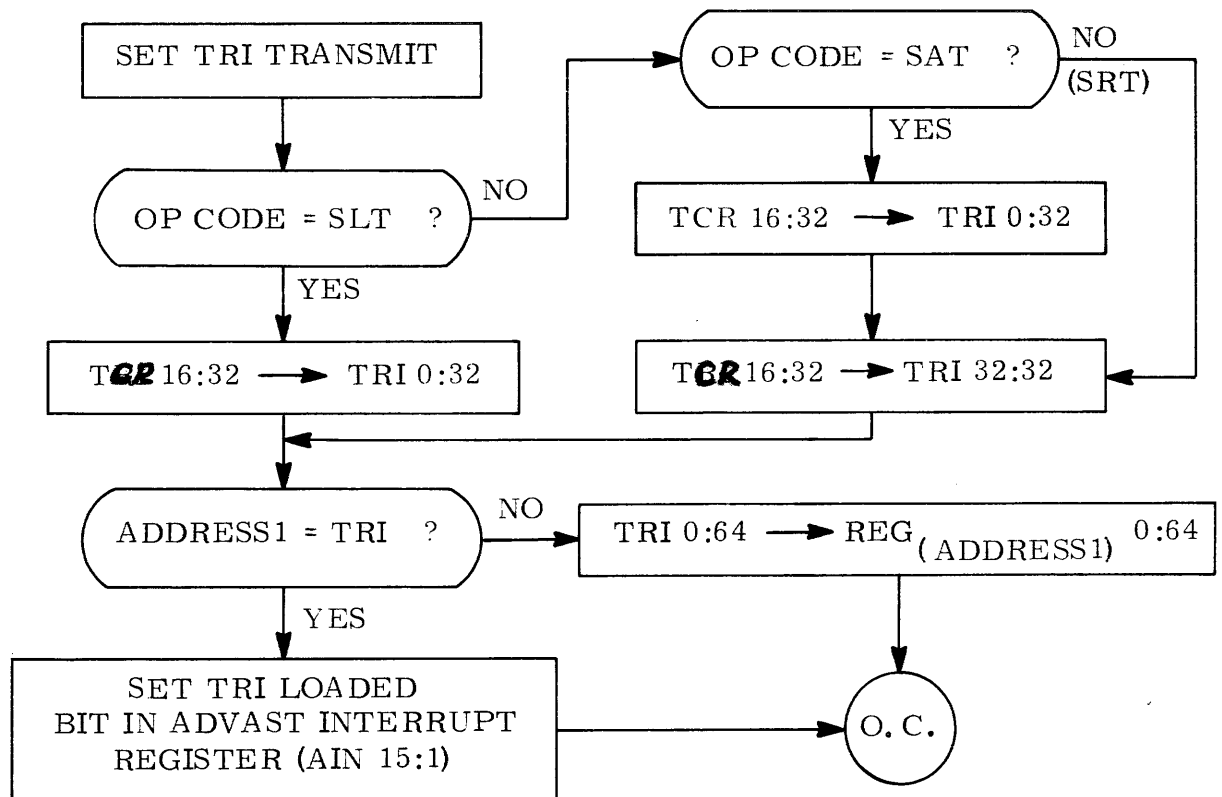 SET TRI TRANSMIT
OP CODE = SLT ?
NO
YES
TCR 16:32 → TRI 0:32
OP CODE = SAT ?
NO
(SRT)
YES
TCR 16:32 → TRI 0:32
TCR 16:32 → TRI 32:32
ADDRESS1 = TRI ?
NO
YES
TRI 0:64 → REG (ADDRESS1) 0:64
SET TRI LOADED
BIT IN ADVAST INTERRUPT
REGISTER (AIN 15:1)
O. C.